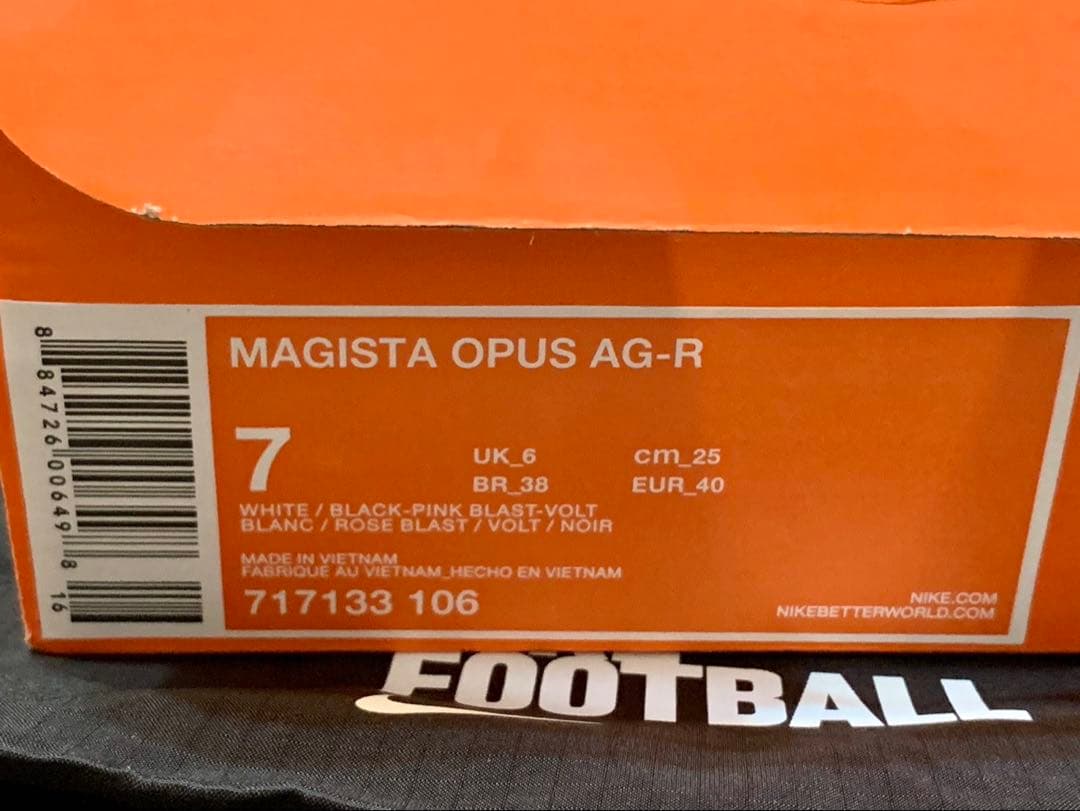 8 84726 00649 8 16
MAGISTA OPUS AG-R
7
UK_6 cm_25
BR_38 EUR_40
WHITE / BLACK-PINK BLAST-VOLT
BLANC / ROSE BLAST / VOLT / NOIR
MADE IN VIETNAM
FABRIQUE AU VIETNAM_HECHO EN VIETNAM
717133 106
NIKE.COM
NIKEBETTERWORLD.COM
FOOTBALL